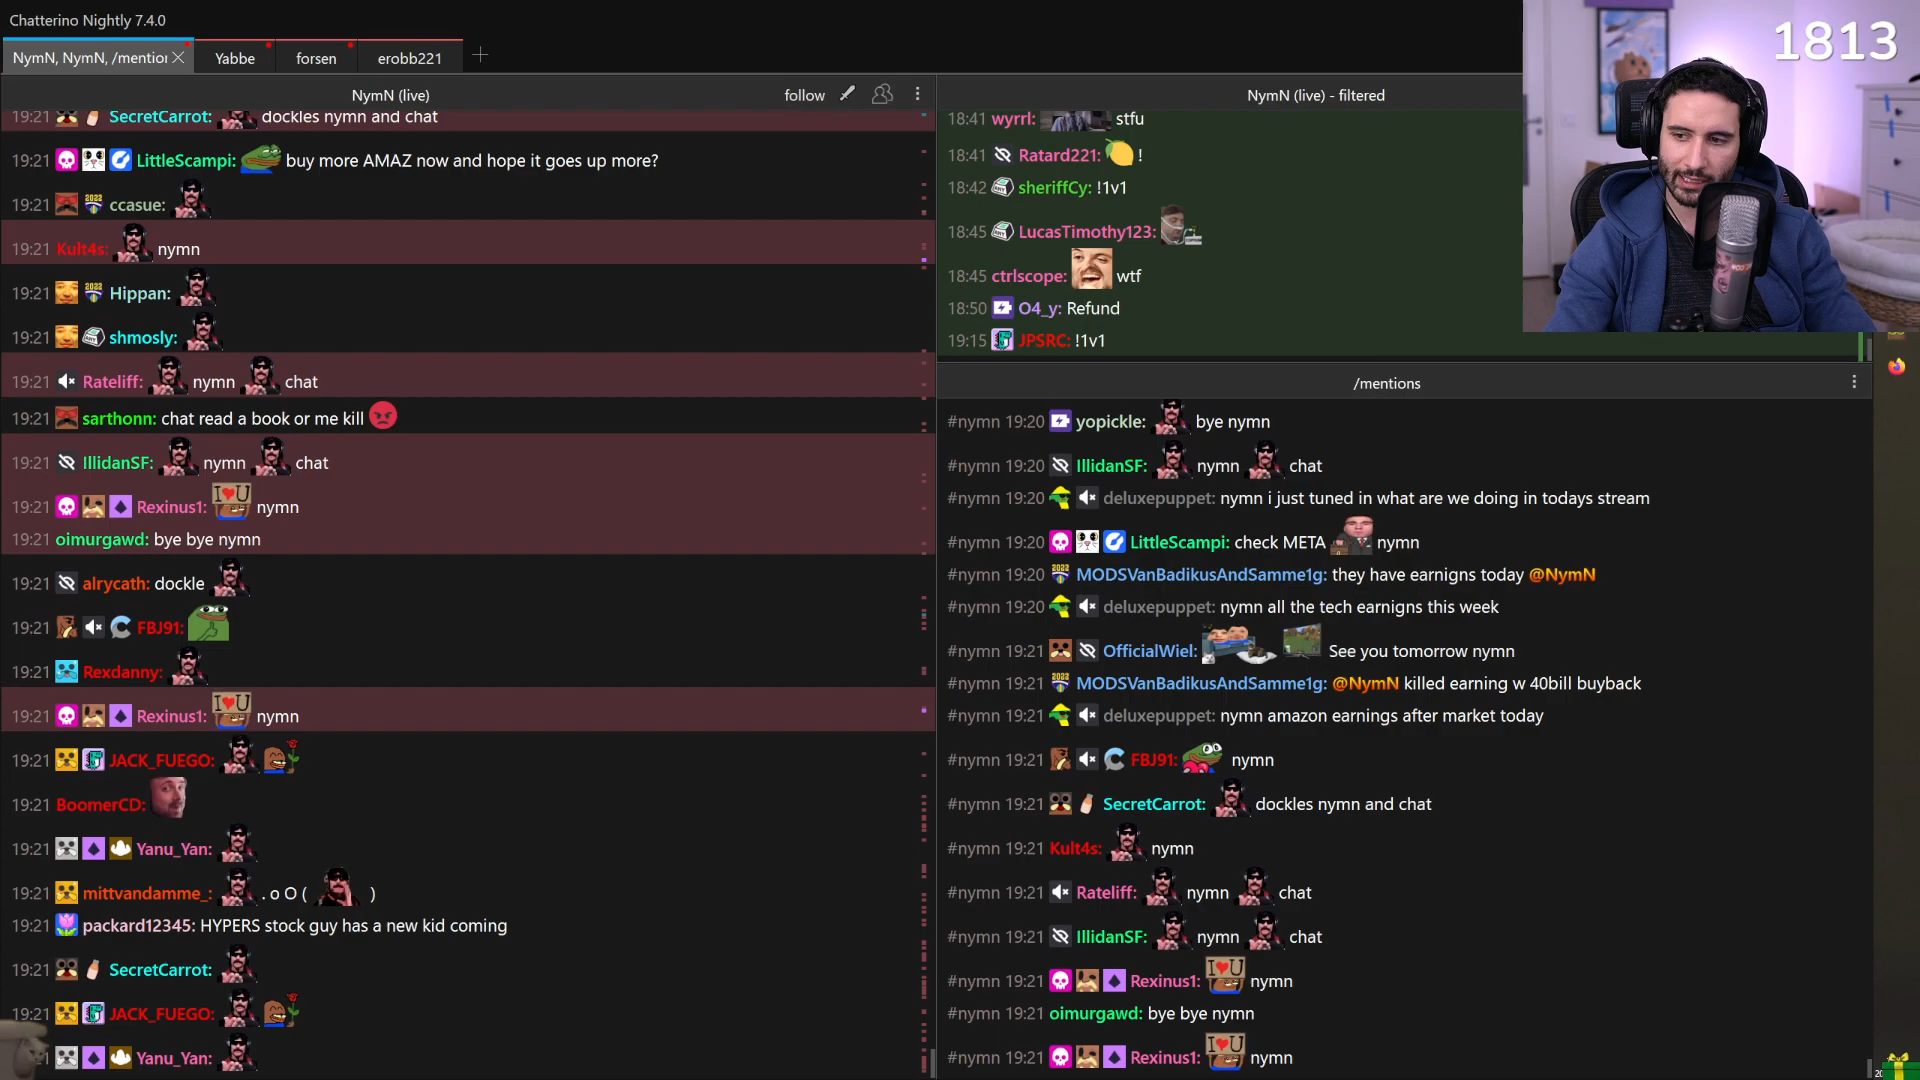 Chatterino Nightly 7.4.0
NymN, NymN, /mention
Yabbe
forsen
erobb221
1813
NymN (live)
follow
19:21 SecretCarrot: dockles nymn and chat
19:21 LittleScampi: buy more AMAZ now and hope it goes up more?
19:21 ccasue:
19:21 Kult4s: nymn
19:21 Hippan:
19:21 shmosly:
19:21 Rateliff: nymn chat
19:21 sarthonn: chat read a book or me kill
19:21 IllidanSF: nymn chat
19:21 Rexinus1: I U nymn
19:21 oimurgawd: bye bye nymn
19:21 alrycath: dockle
19:21 FBJ91:
19:21 Rexdanny:
19:21 Rexinus1: I U nymn
19:21 JACK_FUEGO:
19:21 BoomerCD:
19:21 Yanu_Yan:
19:21 mittvandamme_: . o O ( )
19:21 packard12345: HYPERS stock guy has a new kid coming
19:21 SecretCarrot:
19:21 JACK_FUEGO:
Yanu_Yan:
NymN (live) - filtered
18:41 wyrrl: stfu
18:41 Ratard221: !
18:42 sheriffCy: !1v1
18:45 LucasTimothy123:
18:45 ctrlscope: wtf
18:50 O4_y: Refund
19:15 JPSRC: !1v1
/mentions
#nymn 19:20 yopickle: bye nymn
#nymn 19:20 IllidanSF: nymn chat
#nymn 19:20 deluxepuppet: nymn i just tuned in what are we doing in todays stream
#nymn 19:20 LittleScampi: check META nymn
#nymn 19:20 MODSVanBadikusAndSamme1g: they have earnigns today @NymN
#nymn 19:20 deluxepuppet: nymn all the tech earnigns this week
#nymn 19:21 OfficialWiel: See you tomorrow nymn
#nymn 19:21 MODSVanBadikusAndSamme1g: @NymN killed earning w 40bill buyback
#nymn 19:21 deluxepuppet: nymn amazon earnings after market today
#nymn 19:21 FBJ91: nymn
#nymn 19:21 SecretCarrot: dockles nymn and chat
#nymn 19:21 Kult4s: nymn
#nymn 19:21 Rateliff: nymn chat
#nymn 19:21 IllidanSF: nymn chat
#nymn 19:21 Rexinus1: I U nymn
#nymn 19:21 oimurgawd: bye bye nymn
#nymn 19:21 Rexinus1: I U nymn